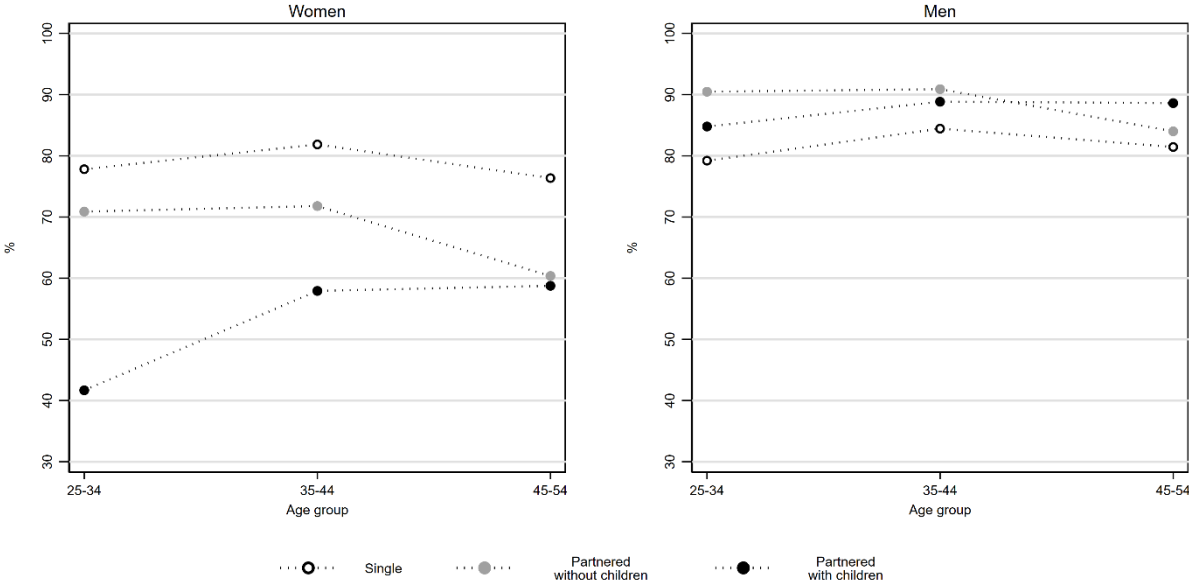 Women
Men
100
90
80
70
60
50
40
30
%
25-34
35-44
45-54
Age group
100
90
80
70
60
50
40
30
%
25-34
35-44
45-54
Age group
Single
Partnered
without children
Partnered
with children